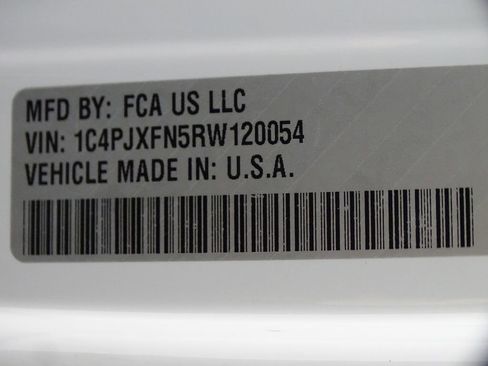 MFD BY: FCA US LLC
VIN: 1C4PJXFN5RW120054
VEHICLE MADE IN: U.S.A.